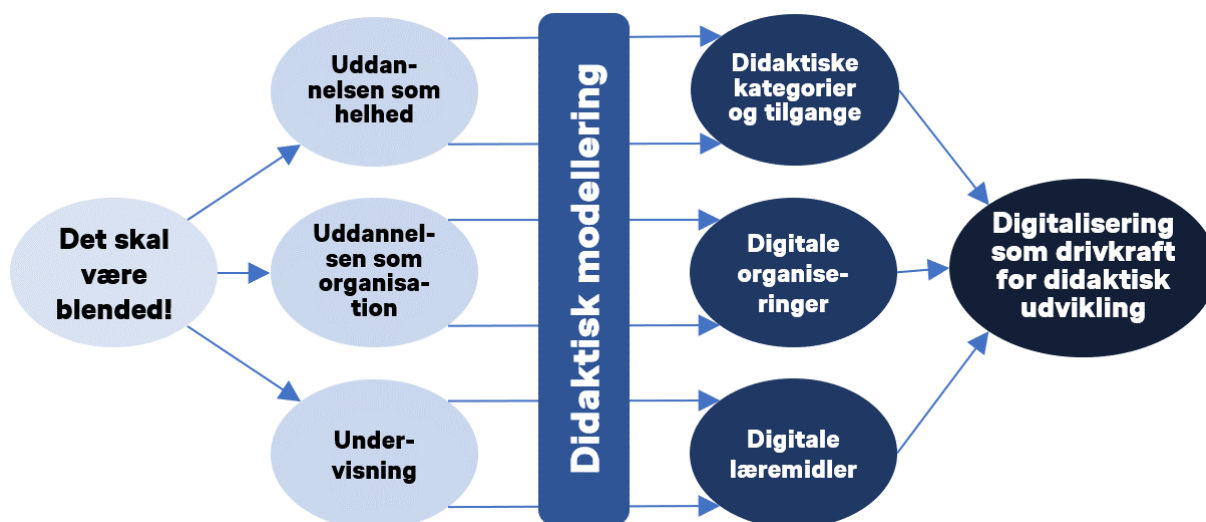 Det skal
være
blended!
Uddan-
nelsen som
helhed
Uddannel-
sen som
organisa-
tion
Under-
visning
Didaktisk modellering
Didaktiske
kategorier
og tilgange
Digitale
organise-
ringer
Digitale
læremidler
Digitalisering
som drivkraft
for didaktisk
udvikling